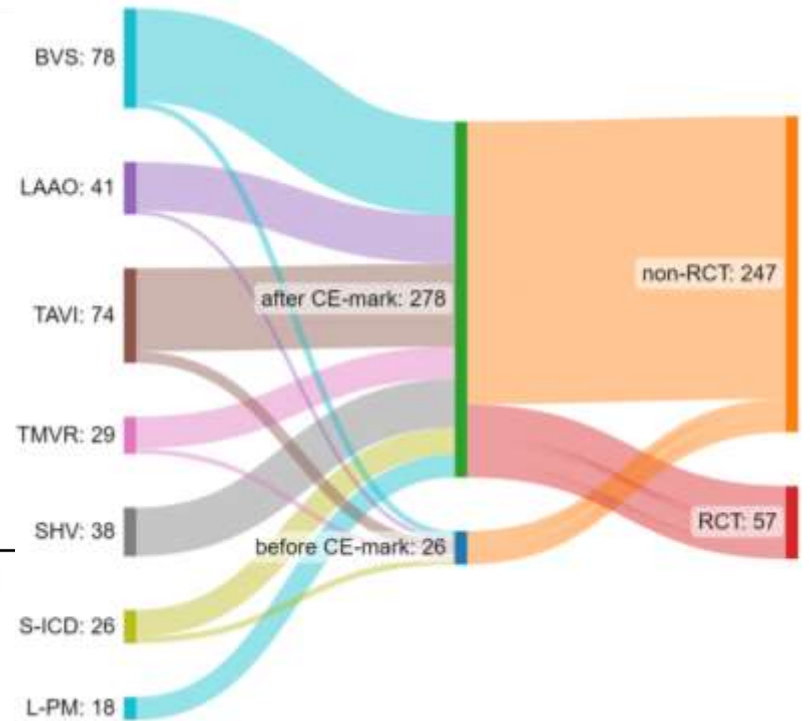 BVS: 78
LAAO: 41
TAVI: 74
TMVR: 29
SHV: 38
S-ICD: 26
L-PM: 18
after CE-mark: 278
before CE-mark: 26
non-RCT: 247
RCT: 57